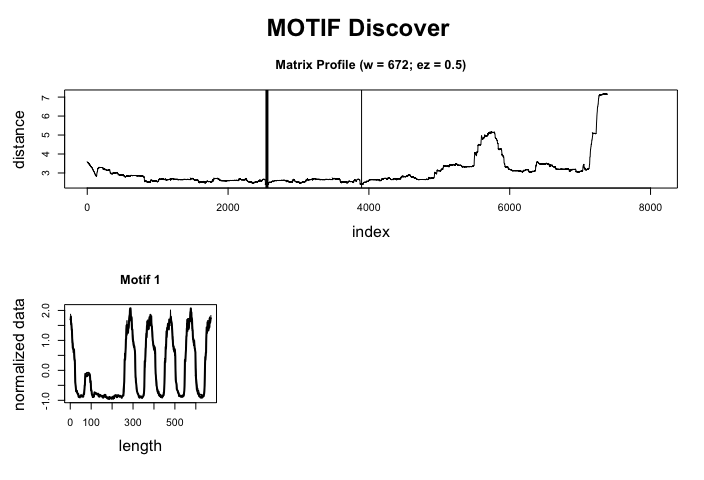 MOTIF Discover
Matrix Profile (w = 672; ez = 0.5)
distance
7
6
5
4
3
0 2000 4000 6000 8000
index
Motif 1
normalized data
2.0
1.0
0.0
-1.0
0 100 300 500
length